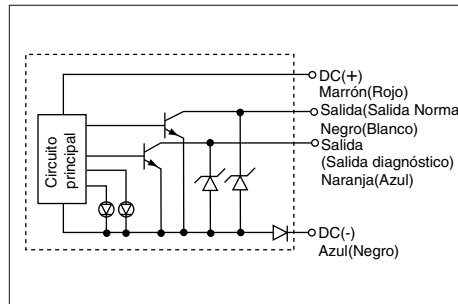 DC(+)
Marrón(Rojo)
Salida(Salida Norma
Negro(Blanco)
Salida
(Salida diagnóstico)
Naranja(Azul)
Circuito
principal
DC(-)
Azul(Negro)